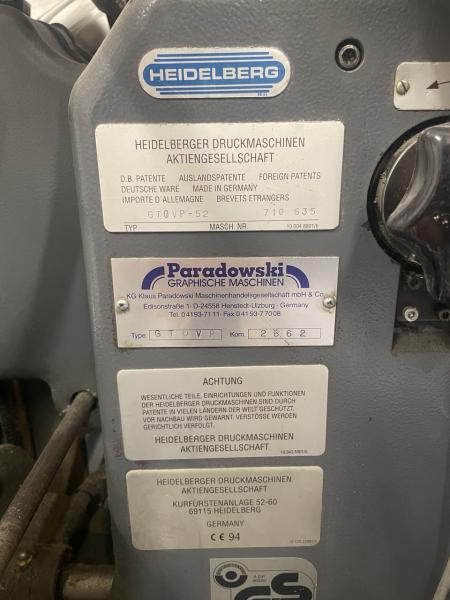 HEIDELBERG
HEIDELBERGER DRUCKMASCHINEN
AKTIENGESELLSCHAFT
D.B. PATENTE AUSLANDSPATENTE FOREIGN PATENTS
DEUTSCHE WARE MADE IN GERMANY
IMPORTE D'ALLEMAGNE BREVETS ETRANGERS
GTOVP-52 710 635
TYP MASCH. NR.
Paradowski
GRAPHISCHE MASCHINEN
KG Klaus Paradowski Maschinenhandelsgesellschaft mbH & Co.
Edisonstraße 1· D-24558 Henstedt-Ulzburg · Germany
Tel. 04193-7111· Fax 04193-77008
Type GTOVP Kom. 2862
ACHTUNG
WESENTLICHE TEILE, EINRICHTUNGEN UND FUNKTIONEN
DER HEIDELBERGER DRUCKMASCHINEN SIND DURCH
PATENTE IN VIELEN LÄNDERN DER WELT GESCHÜTZT.
VOR NACHBAU WIRD GEWARNT. VERSTÖSSE WERDEN
GERICHTLICH VERFOLGT.
HEIDELBERGER DRUCKMASCHINEN
AKTIENGESELLSCHAFT
HEIDELBERGER DRUCKMASCHINEN
AKTIENGESELLSCHAFT
KURFÜRSTENANLAGE 52-60
69115 HEIDELBERG
GERMANY
CE 94
GS